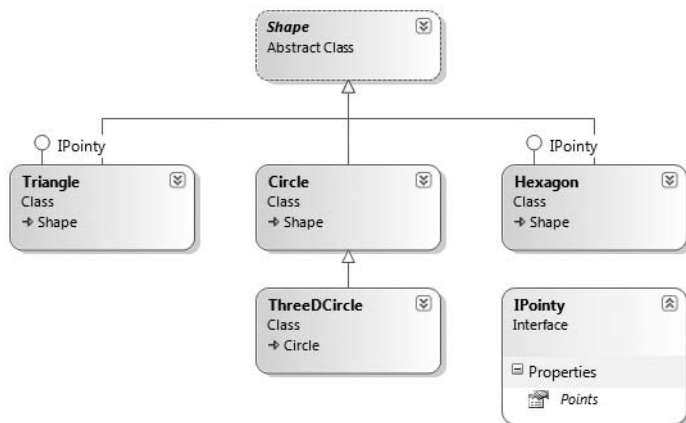 Shape
Abstract Class
IPointy
IPointy
Triangle
Class
Shape
Circle
Class
Shape
Hexagon
Class
Shape
ThreeDCircle
Class
Circle
IPointy
Interface
Properties
Points